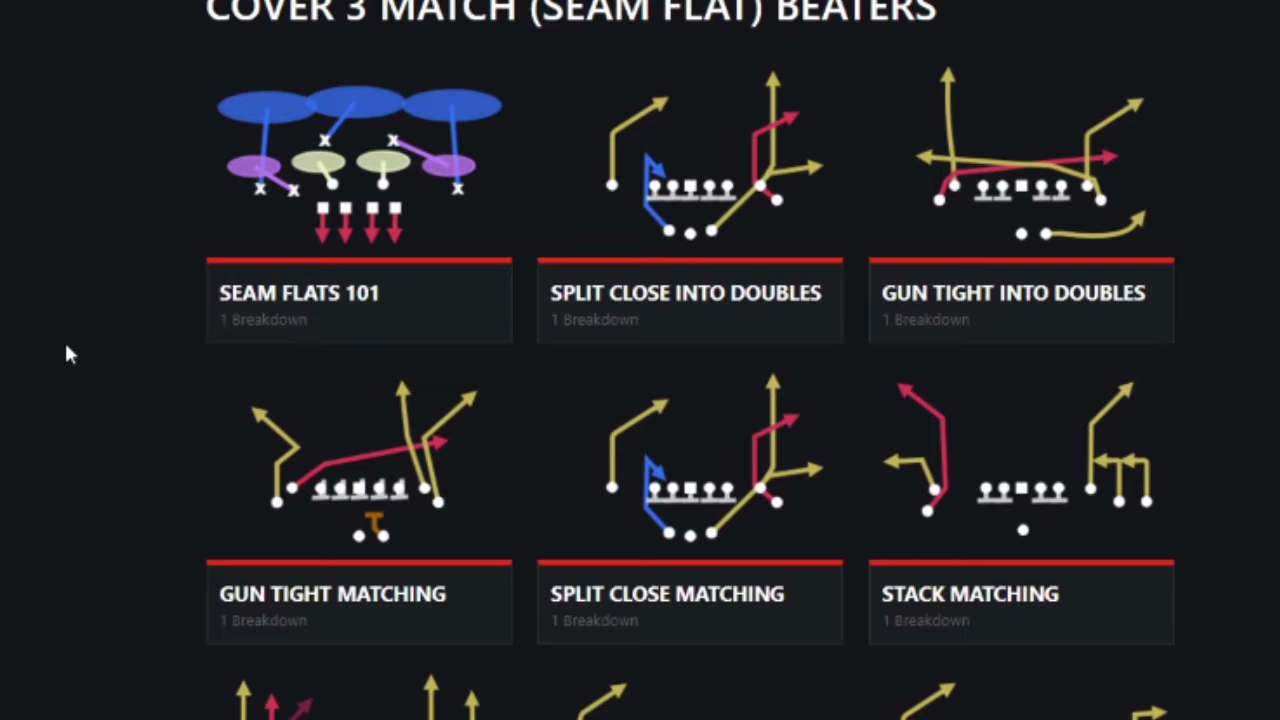 COVER 3 MATCH (SEAM FLAT) BEATERS
SEAM FLATS 101
1 Breakdown
SPLIT CLOSE INTO DOUBLES
1 Breakdown
GUN TIGHT INTO DOUBLES
1 Breakdown
GUN TIGHT MATCHING
1 Breakdown
SPLIT CLOSE MATCHING
1 Breakdown
STACK MATCHING
1 Breakdown